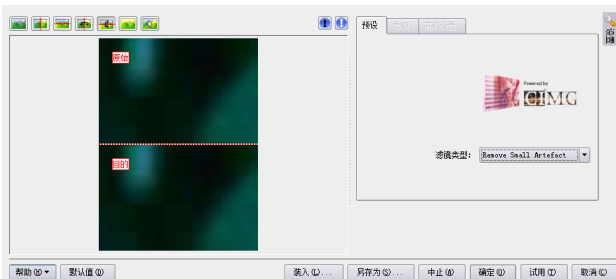 预设
原始
目的
Powered by
CIMG
滤镜类型:
Remove Small Artefact
帮助(H)
默认值(D)
装入(L)...
另存为(S)...
中止(A)
确定(O)
试用(T)
取消(C)